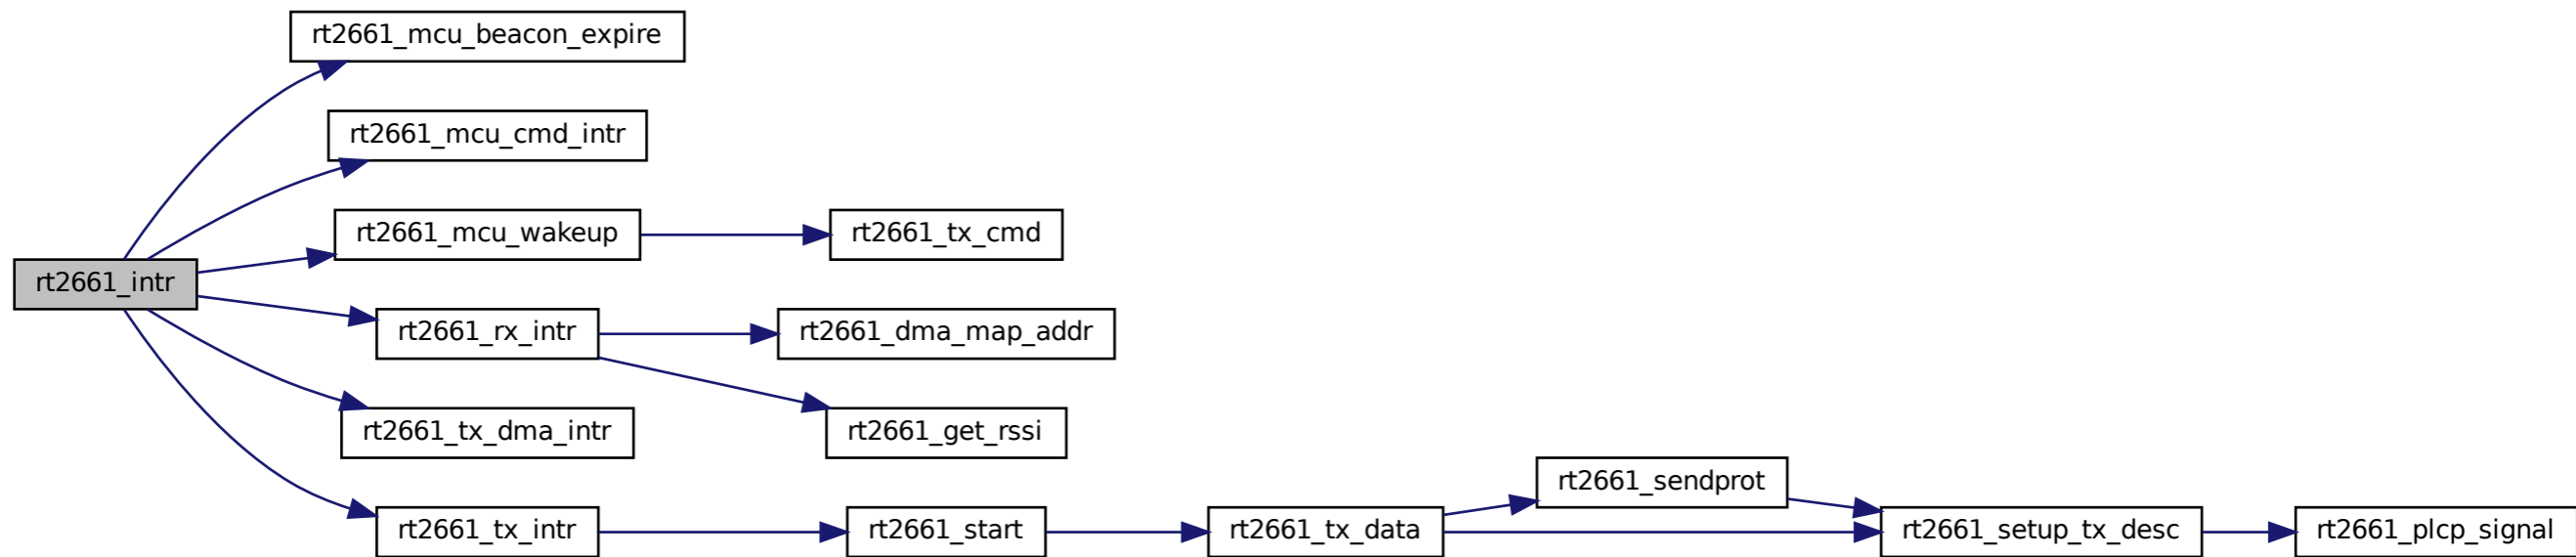 rt2661_mcu_beacon_expire
rt2661_mcu_cmd_intr
rt2661_mcu_wakeup
rt2661_tx_cmd
rt2661_intr
rt2661_rx_intr
rt2661_dma_map_addr
rt2661_tx_dma_intr
rt2661_get_rssi
rt2661_sendprot
rt2661_tx_intr
rt2661_start
rt2661_tx_data
rt2661_setup_tx_desc
rt2661_plcp_signal